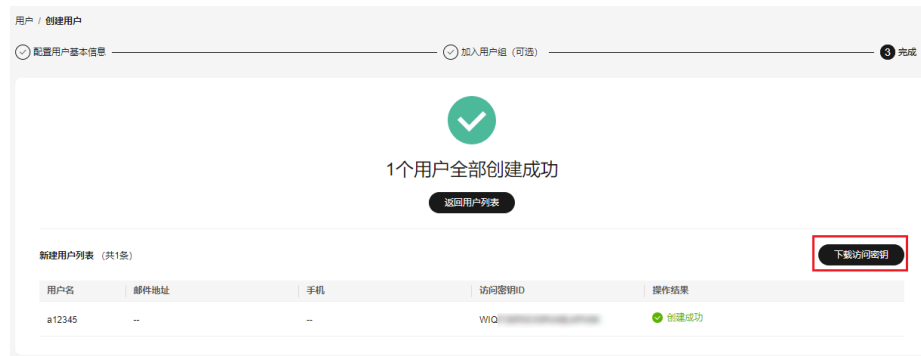 用户 / 创建用户
配置用户基本信息 加入用户组（可选） 3 完成
1个用户全部创建成功
返回用户列表
新建用户列表 （共1条） 下载访问密钥
用户名 邮件地址 手机 访问密钥ID 操作结果
a12345 -- -- WIQ 创建成功